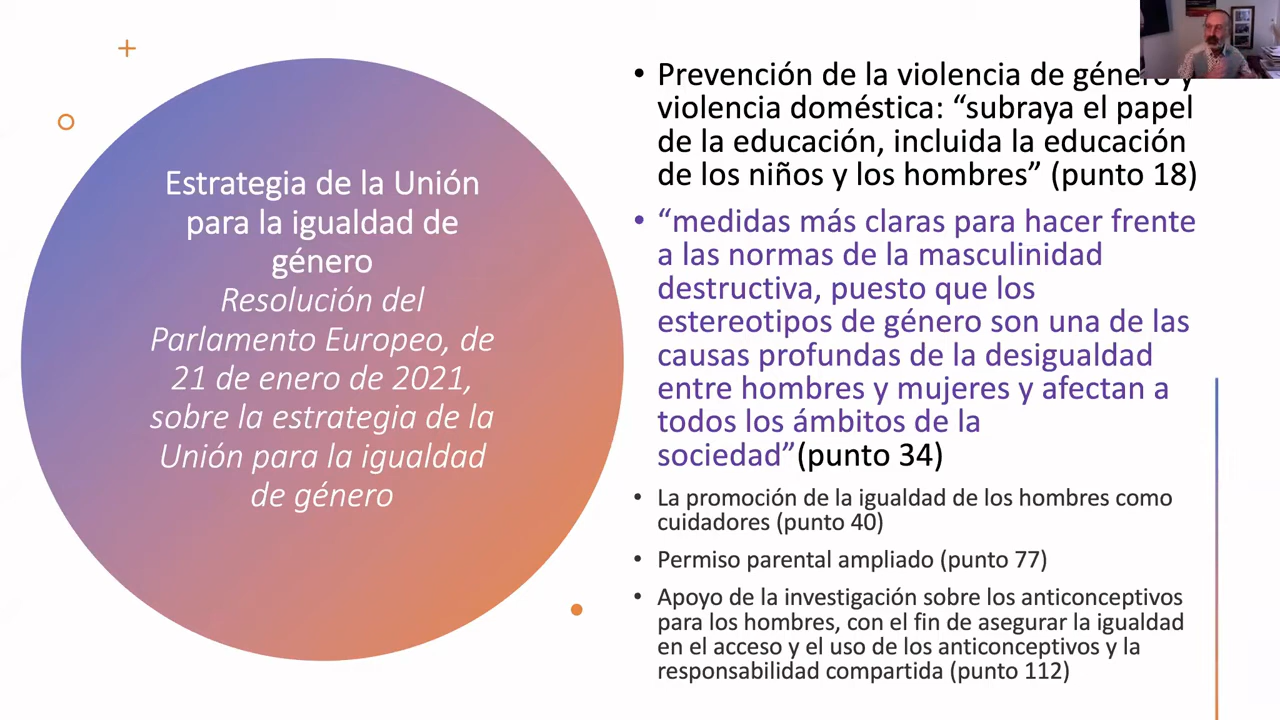 Estrategia de la Unión
para la igualdad de
género
Resolución del
Parlamento Europeo, de
21 de enero de 2021,
sobre la estrategia de la
Unión para la igualdad
de género
• Prevención de la violencia de género y
violencia doméstica: “subraya el papel
de la educación, incluida la educación
de los niños y los hombres” (punto 18)
• “medidas más claras para hacer frente
a las normas de la masculinidad
destructiva, puesto que los
estereotipos de género son una de las
causas profundas de la desigualdad
entre hombres y mujeres y afectan a
todos los ámbitos de la
sociedad”(punto 34)
• La promoción de la igualdad de los hombres como
cuidadores (punto 40)
• Permiso parental ampliado (punto 77)
• Apoyo de la investigación sobre los anticonceptivos
para los hombres, con el fin de asegurar la igualdad
en el acceso y el uso de los anticonceptivos y la
responsabilidad compartida (punto 112)